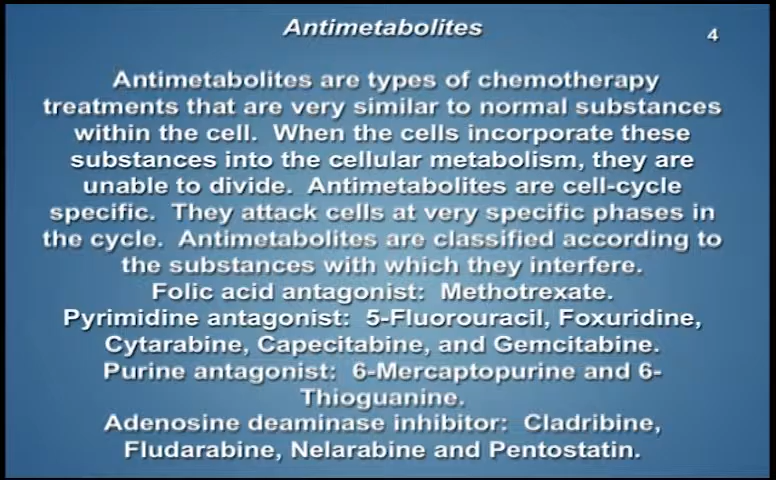 Antimetabolites
4
Antimetabolites are types of chemotherapy
treatments that are very similar to normal substances
within the cell. When the cells incorporate these
substances into the cellular metabolism, they are
unable to divide. Antimetabolites are cell-cycle
specific. They attack cells at very specific phases in
the cycle. Antimetabolites are classified according to
the substances with which they interfere.
Folic acid antagonist: Methotrexate.
Pyrimidine antagonist: 5-Fluorouracil, Foxuridine,
Cytarabine, Capecitabine, and Gemcitabine.
Purine antagonist: 6-Mercaptopurine and 6-
Thioguanine.
Adenosine deaminase inhibitor: Cladribine,
Fludarabine, Nelarabine and Pentostatin.